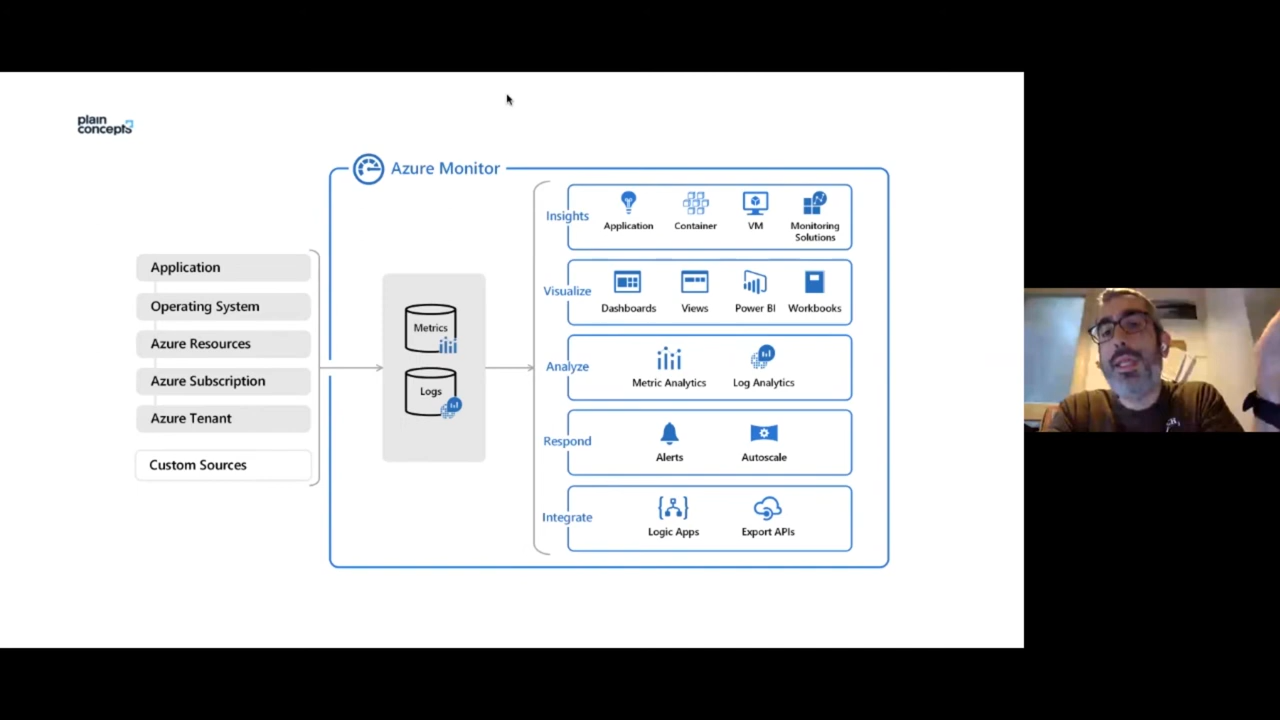 plain
concepts
Azure Monitor
Application
Operating System
Azure Resources
Azure Subscription
Azure Tenant
Custom Sources
Metrics
Logs
Insights
Application
Container
VM
Monitoring
Solutions
Visualize
Dashboards
Views
Power BI
Workbooks
Analyze
Metric Analytics
Log Analytics
Respond
Alerts
Autoscale
Integrate
Logic Apps
Export APIs